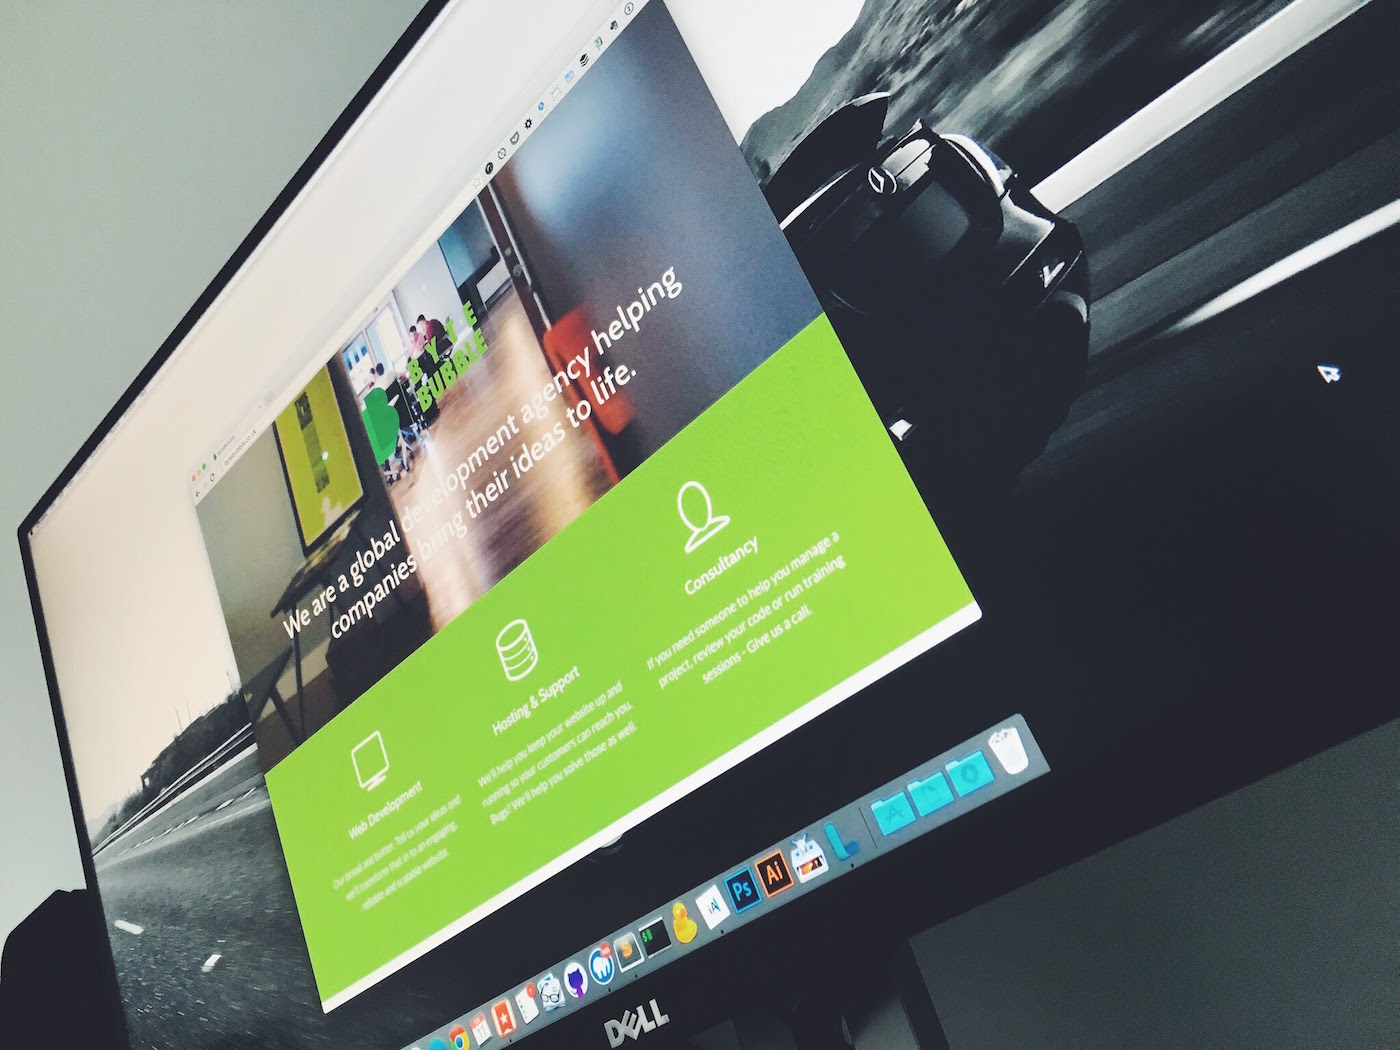 BYTE
BUBBLE
We are a global development agency helping
companies bring their ideas to life.
Web Development
Our bread and butter. Tell us your ideas and
we'll transform that in to an engaging,
reliable and scalable website.
Hosting & Support
We'll help you keep your website up and
running so your customers can reach you.
Bugs? We'll help you solve those as well.
Consultancy
If you need someone to help you manage a
project, review your code or run training
sessions - Give us a call.
17
S
$
iA
Ps
Ai
DELL